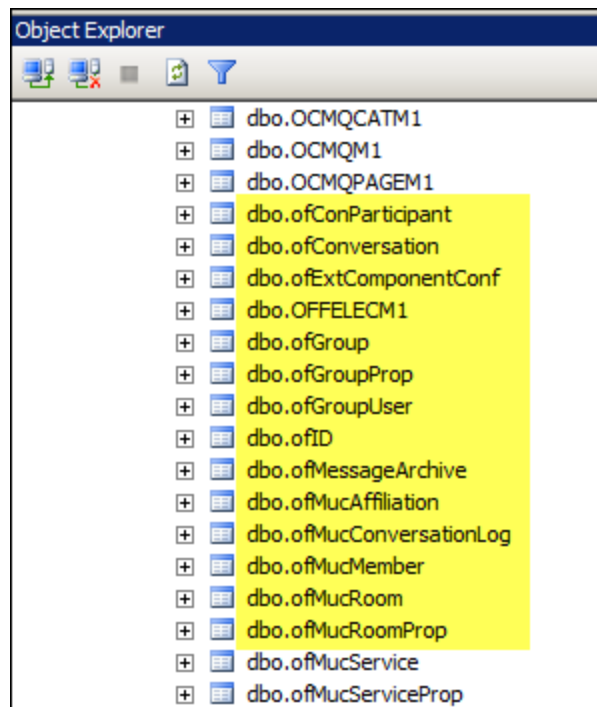 Object Explorer
dbo.OCMQCATM1
dbo.OCMQM1
dbo.OCMQPAGEM1
dbo.ofConParticipant
dbo.ofConversation
dbo.ofExtComponentConf
dbo.OFFELECM1
dbo.ofGroup
dbo.ofGroupProp
dbo.ofGroupUser
dbo.ofID
dbo.ofMessageArchive
dbo.ofMucAffiliation
dbo.ofMucConversationLog
dbo.ofMucMember
dbo.ofMucRoom
dbo.ofMucRoomProp
dbo.ofMucService
dbo.ofMucServiceProp